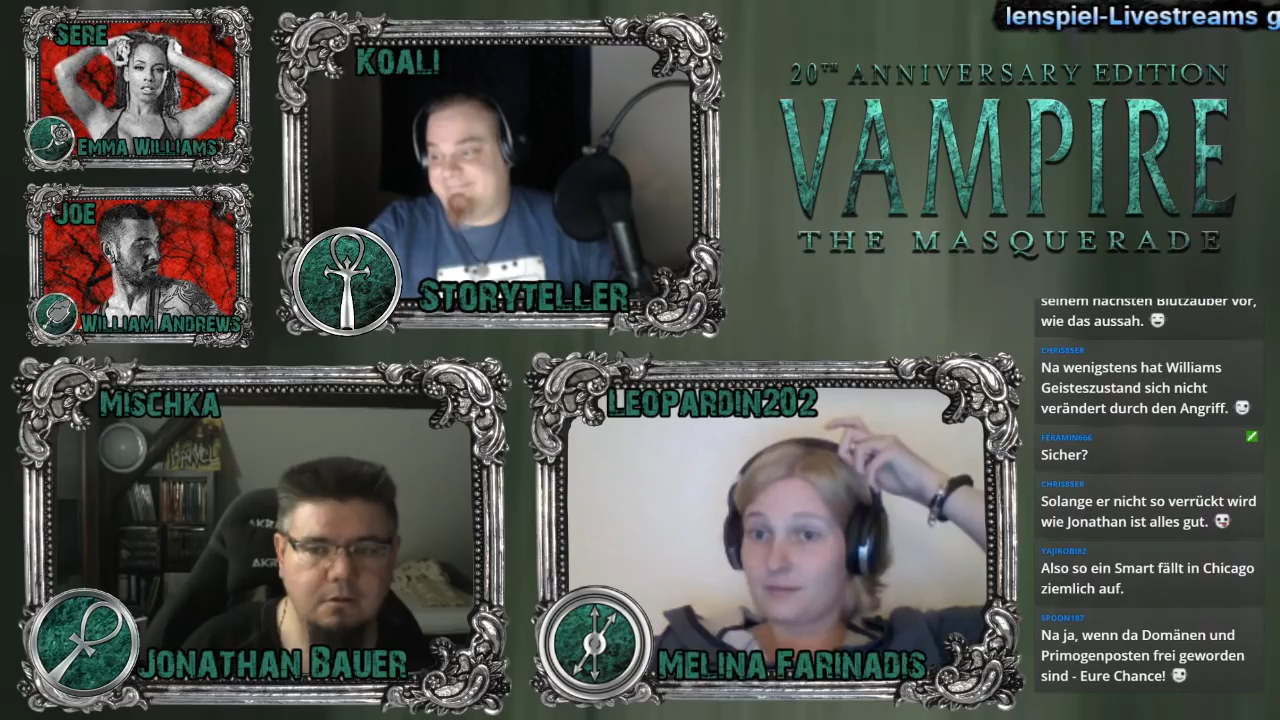 SERE
EMMA WILLIAMS
JOE
WILLIAM ANDREWS
KOALI
STORYTELLER
MISCHKA
JONATHAN BAUER
LEOPARDIN202
MELINA FARINADIS
lenspiel-Livestreams g
20TH ANNIVERSARY EDITION
VAMPIRE
THE MASQUERADE
seinem nächsten Blutzauber vor,
wie das aussah.
CHRIS8SER
Na wenigstens hat Williams
Geisteszustand sich nicht
verändert durch den Angriff.
FERAMIN666
Sicher?
CHRIS8SER
Solange er nicht so verrückt wird
wie Jonathan ist alles gut.
YAJIROBI82
Also so ein Smart fällt in Chicago
ziemlich auf.
SPOON187
Na ja, wenn da Domänen und
Primogenposten frei geworden
sind - Eure Chance!